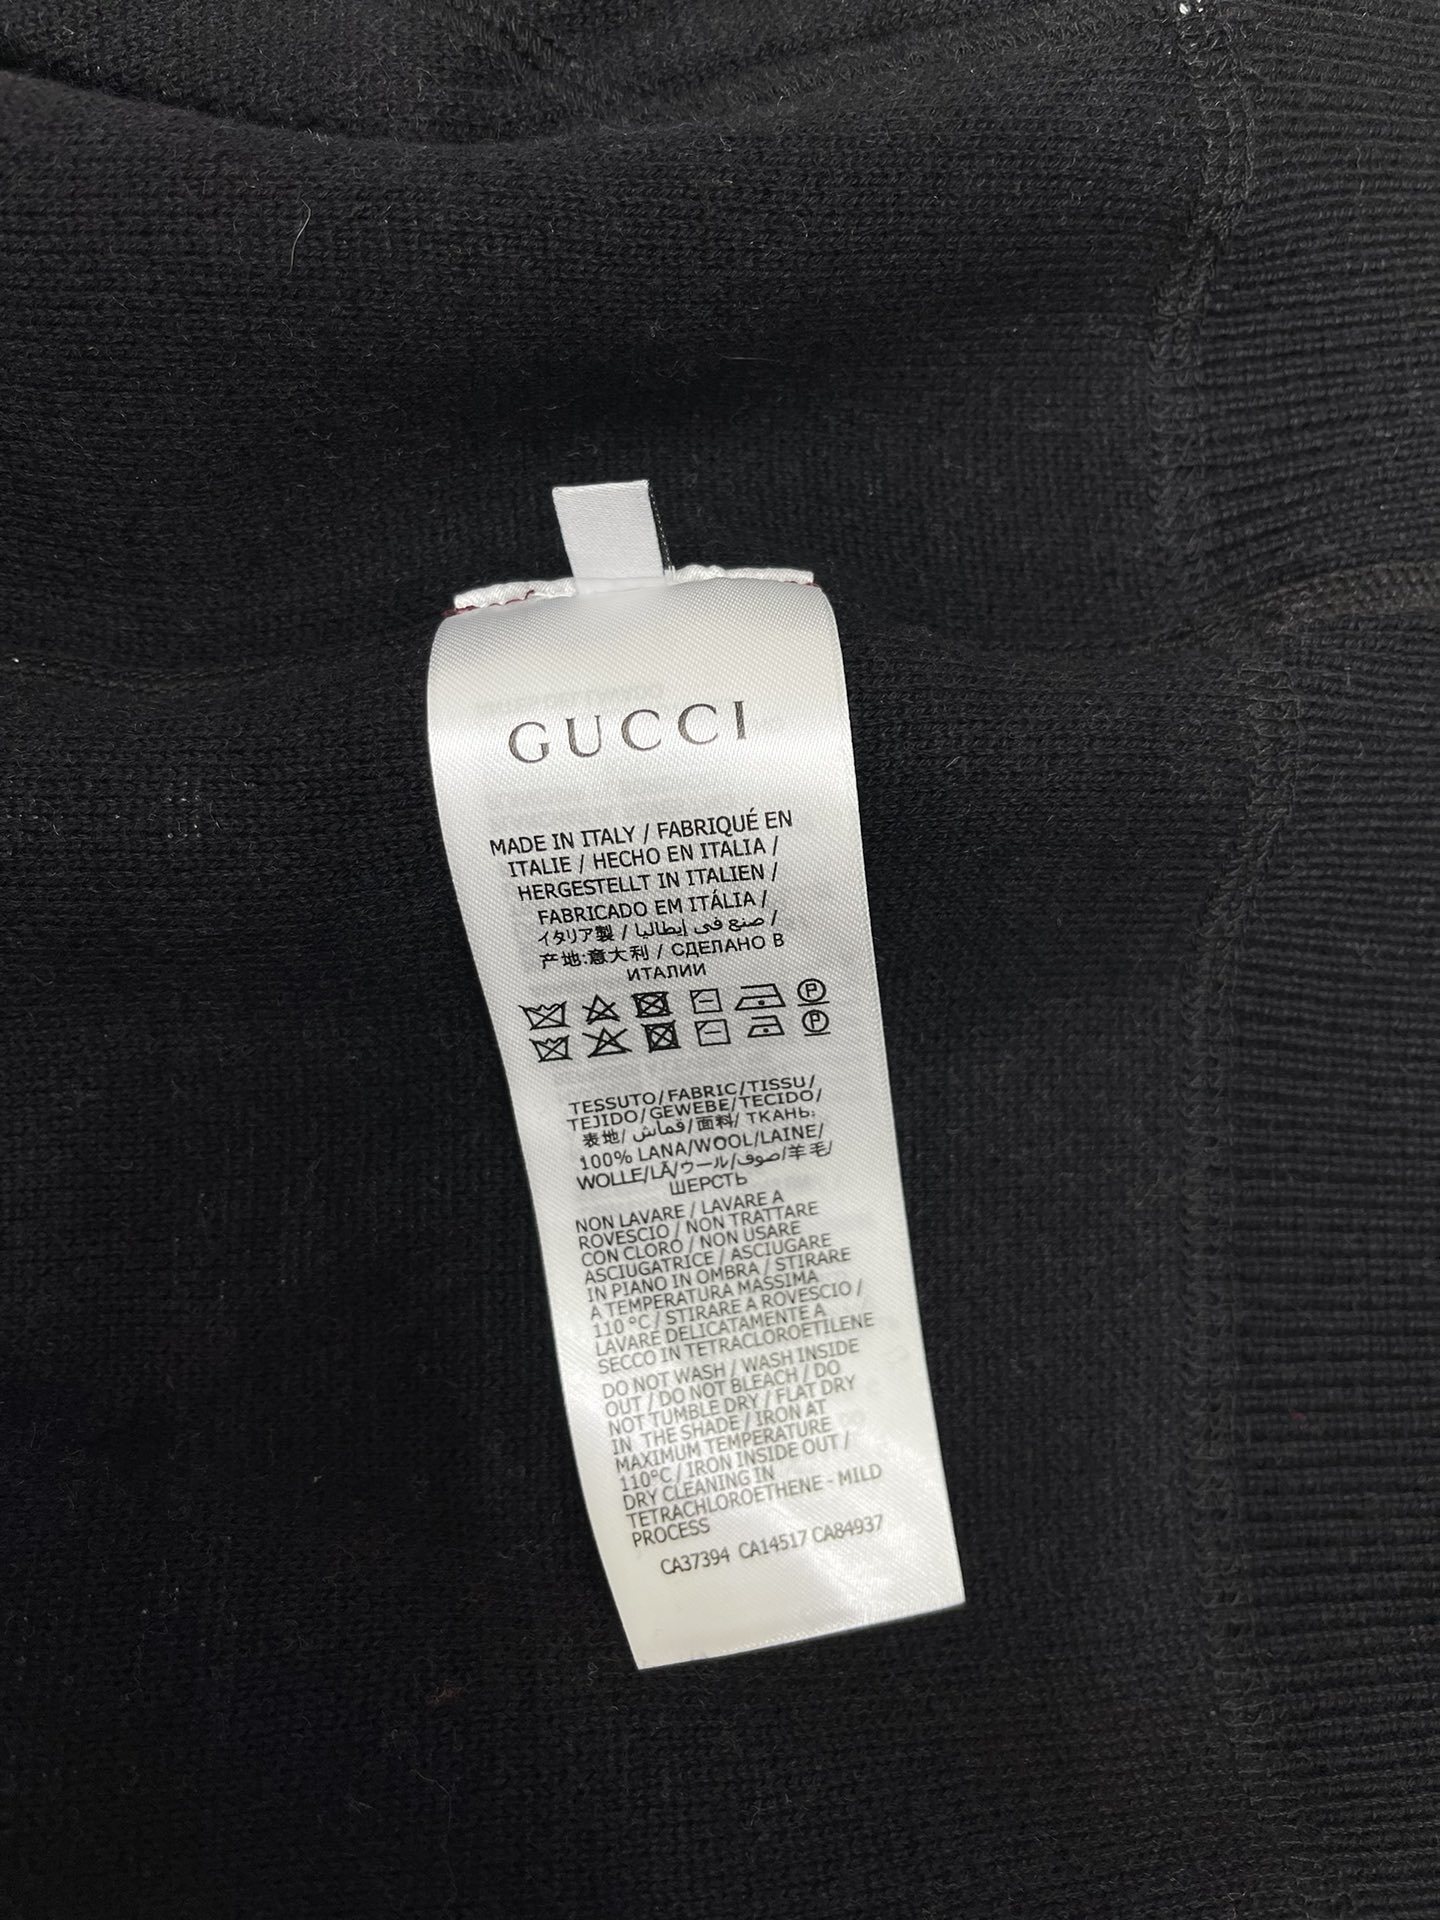 GUCCI
MADE IN ITALY / FABRIQUÉ EN
ITALIE / HECHO EN ITALIA /
HERGESTELLT IN ITALIEN /
FABRICADO EM ITÁLIA /
イタリア製 / صنع في إيطاليا /
产地:意大利 / СДЕЛАНО В
ИТАЛИИ
P
P
TESSUTO/FABRIC/TISSU/
TEJIDO/GEWEBE/TECIDO/
表地/قماش/面料/ТКАНЬ:
100% LANA/WOOL/LAINE/
WOLLE/LÃ/ウール/صوف/羊毛/
ШЕРСТЬ
NON LAVARE / LAVARE A
ROVESCIO / NON TRATTARE
CON CLORO / NON USARE
ASCIUGATRICE / ASCIUGARE
IN PIANO IN OMBRA / STIRARE
A TEMPERATURA MASSIMA
110 °C / STIRARE A ROVESCIO /
LAVARE DELICATAMENTE A
SECCO IN TETRACLOROETILENE
DO NOT WASH / WASH INSIDE
OUT / DO NOT BLEACH / DO
NOT TUMBLE DRY / FLAT DRY
IN THE SHADE / IRON AT
MAXIMUM TEMPERATURE
110°C / IRON INSIDE OUT /
DRY CLEANING IN
TETRACHLOROETHENE - MILD
PROCESS
CA37394 CA14517 CA84937